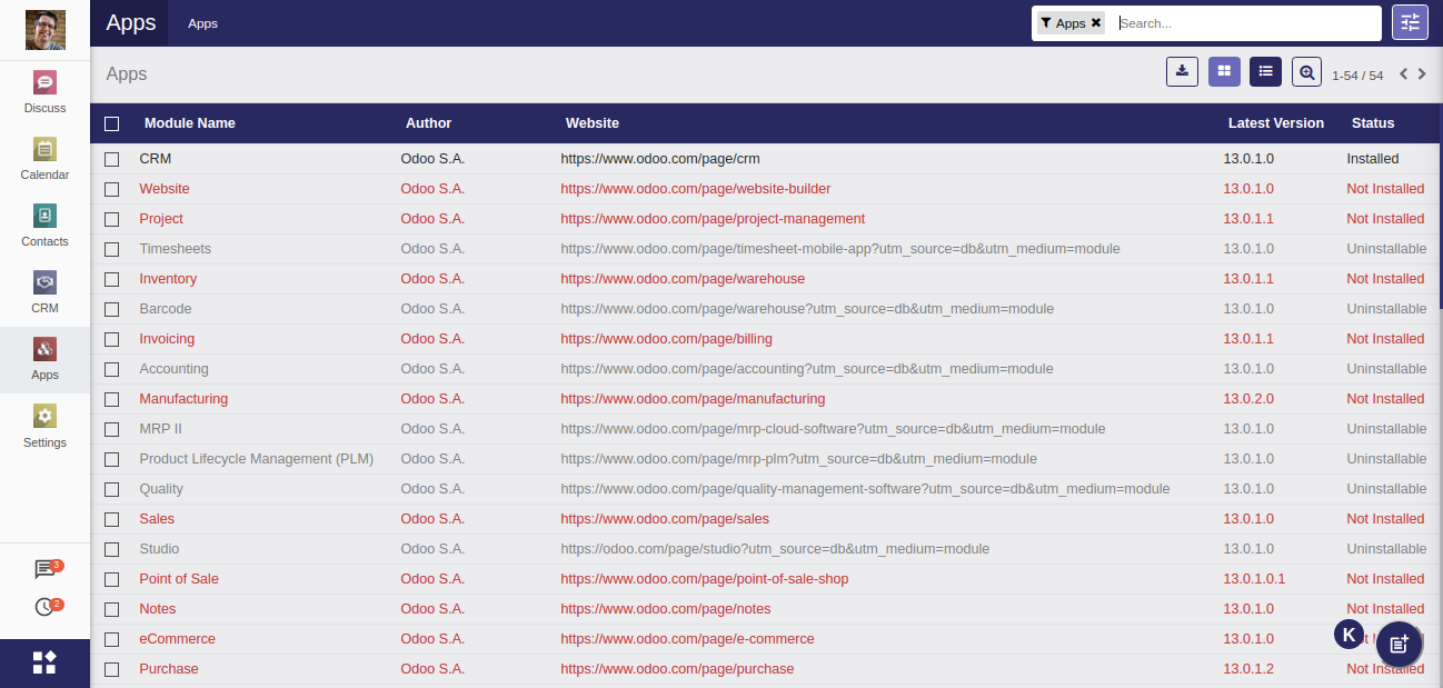 Apps Apps Apps ✖ Search...
Discuss
Calendar
Contacts
CRM
Apps
Settings
3
2
Apps 1-54 / 54
Module Name Author Website Latest Version Status
CRM Odoo S.A. https://www.odoo.com/page/crm 13.0.1.0 Installed
Website Odoo S.A. https://www.odoo.com/page/website-builder 13.0.1.0 Not Installed
Project Odoo S.A. https://www.odoo.com/page/project-management 13.0.1.1 Not Installed
Timesheets Odoo S.A. https://www.odoo.com/page/timesheet-mobile-app?utm_source=db&utm_medium=module 13.0.1.0 Uninstallable
Inventory Odoo S.A. https://www.odoo.com/page/warehouse 13.0.1.1 Not Installed
Barcode Odoo S.A. https://www.odoo.com/page/warehouse?utm_source=db&utm_medium=module 13.0.1.0 Uninstallable
Invoicing Odoo S.A. https://www.odoo.com/page/billing 13.0.1.1 Not Installed
Accounting Odoo S.A. https://www.odoo.com/page/accounting?utm_source=db&utm_medium=module 13.0.1.0 Uninstallable
Manufacturing Odoo S.A. https://www.odoo.com/page/manufacturing 13.0.2.0 Not Installed
MRP II Odoo S.A. https://www.odoo.com/page/mrp-cloud-software?utm_source=db&utm_medium=module 13.0.1.0 Uninstallable
Product Lifecycle Management (PLM) Odoo S.A. https://www.odoo.com/page/mrp-plm?utm_source=db&utm_medium=module 13.0.1.0 Uninstallable
Quality Odoo S.A. https://www.odoo.com/page/quality-management-software?utm_source=db&utm_medium=module 13.0.1.0 Uninstallable
Sales Odoo S.A. https://www.odoo.com/page/sales 13.0.1.0 Not Installed
Studio Odoo S.A. https://odoo.com/page/studio?utm_source=db&utm_medium=module 13.0.1.0 Uninstallable
Point of Sale Odoo S.A. https://www.odoo.com/page/point-of-sale-shop 13.0.1.0.1 Not Installed
Notes Odoo S.A. https://www.odoo.com/page/notes 13.0.1.0 Not Installed
eCommerce Odoo S.A. https://www.odoo.com/page/e-commerce 13.0.1.0
K
Purchase Odoo S.A. https://www.odoo.com/page/purchase 13.0.1.2 Not Installed